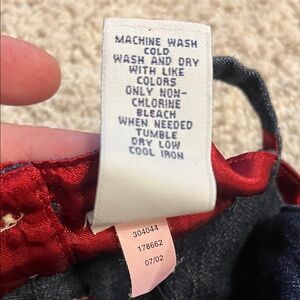 MACHINE WASH
COLD
WASH AND DRY
WITH LIKE
COLORS
ONLY NON-
CHLORINE
BLEACH
WHEN NEEDED
TUMBLE
DRY LOW
COOL IRON
304044
178662
07/02